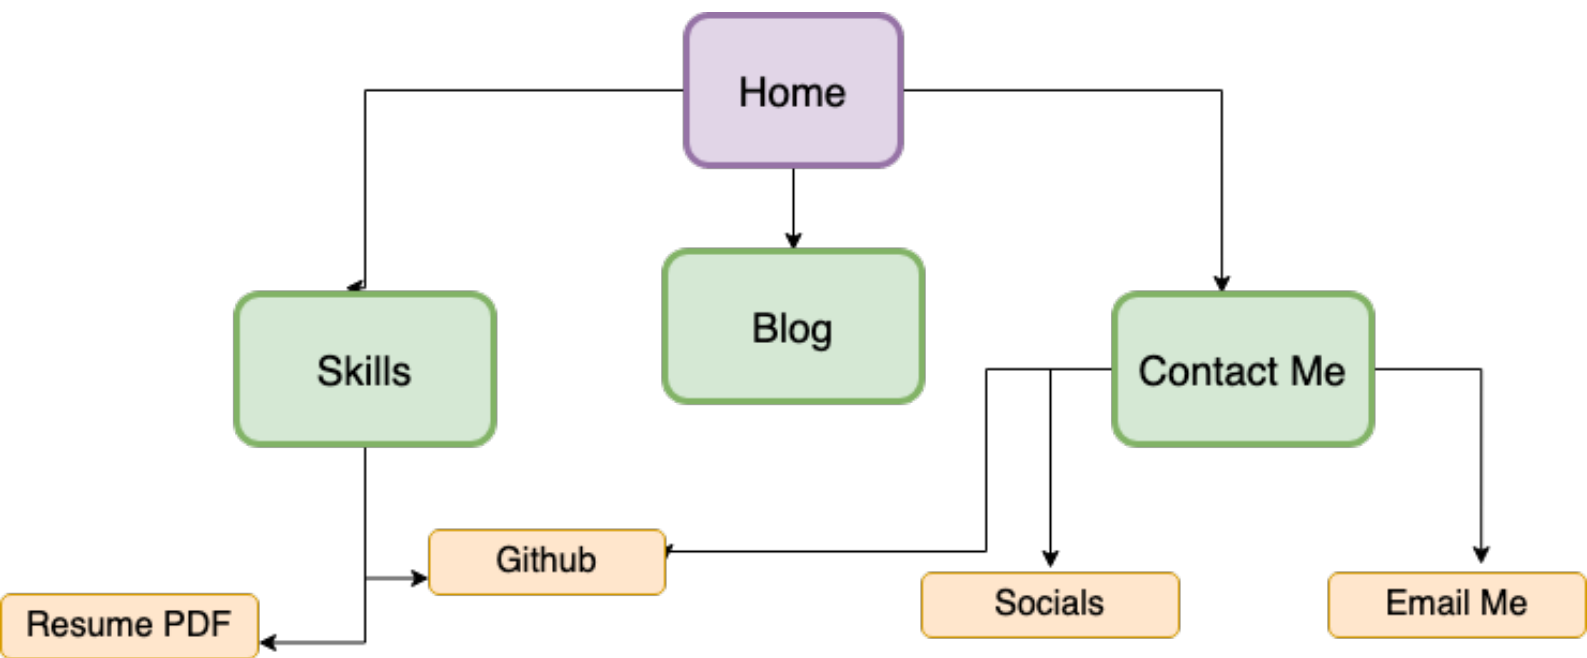 Home
Blog
Skills
Contact Me
Github
Socials
Email Me
Resume PDF